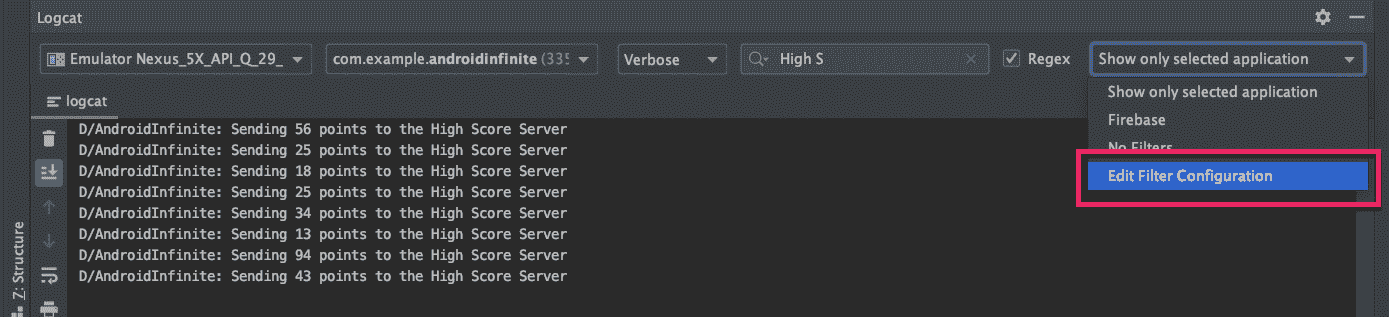 Logcat
Emulator Nexus_5X_API_Q_29_
com.example.androidinfinite (335
Verbose
High S
Regex
Show only selected application
Show only selected application
Firebase
No Filters
Edit Filter Configuration
logcat
D/AndroidInfinite: Sending 56 points to the High Score Server
D/AndroidInfinite: Sending 25 points to the High Score Server
D/AndroidInfinite: Sending 18 points to the High Score Server
D/AndroidInfinite: Sending 25 points to the High Score Server
D/AndroidInfinite: Sending 34 points to the High Score Server
D/AndroidInfinite: Sending 13 points to the High Score Server
D/AndroidInfinite: Sending 94 points to the High Score Server
D/AndroidInfinite: Sending 43 points to the High Score Server
Z: Structure